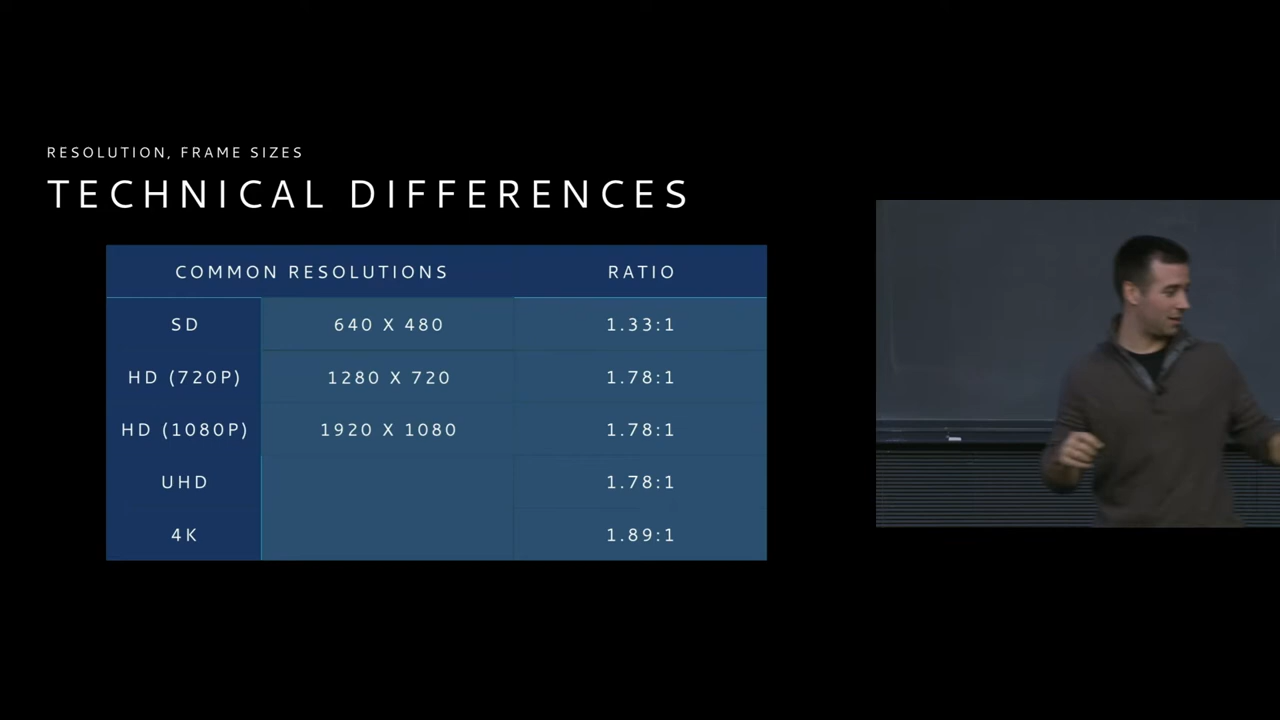 RESOLUTION, FRAME SIZES
TECHNICAL DIFFERENCES
COMMON RESOLUTIONS RATIO
SD 640 X 480 1.33:1
HD (720P) 1280 X 720 1.78:1
HD (1080P) 1920 X 1080 1.78:1
UHD 1.78:1
4K 1.89:1